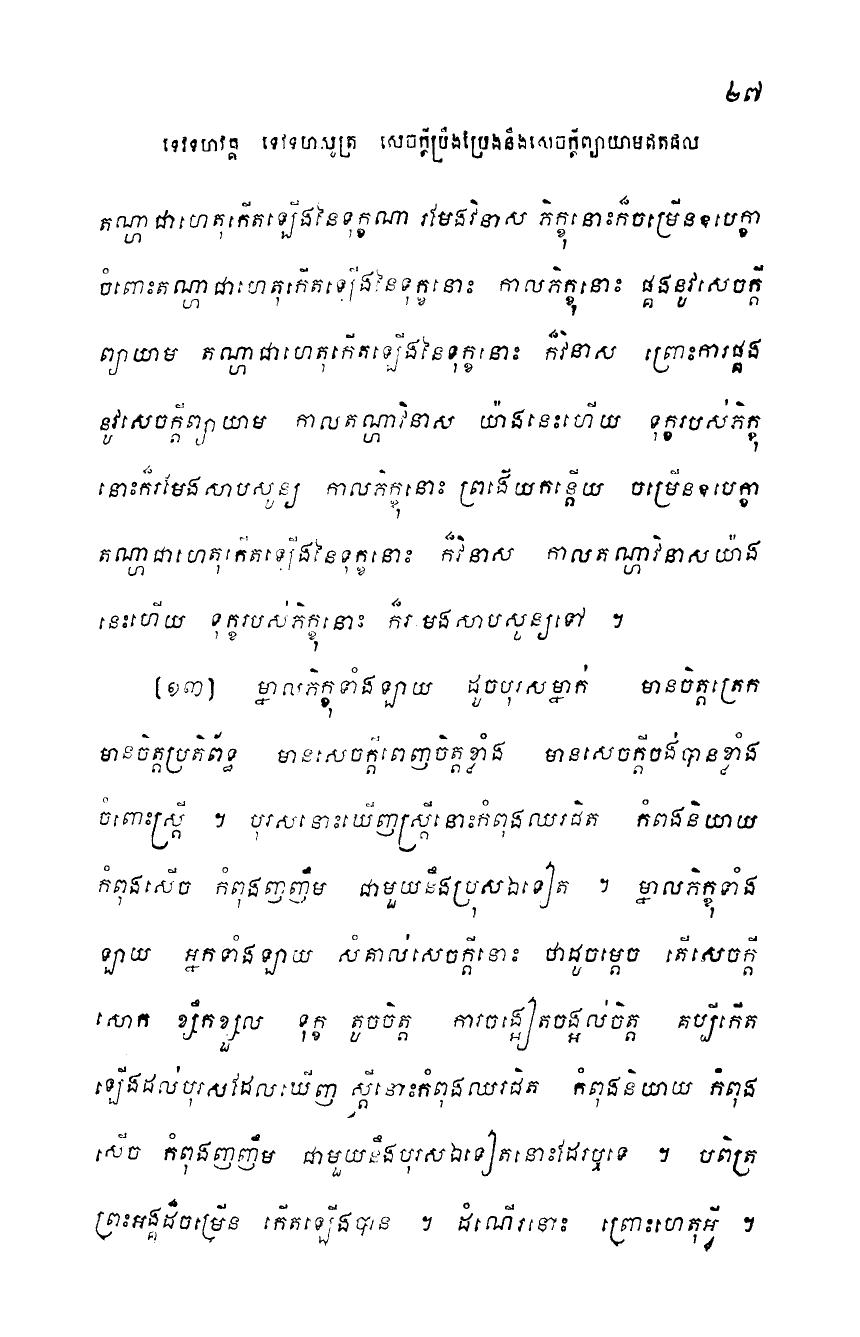 ២៧
ទេវទហវគ្គ ទេវទហសូត្រ សេចក្តីប្រឹងប្រែងនឹងសេចក្តីព្យាយាមឥតផល
តណ្ហាជាហេតុកើតឡើងនៃទុក្ខណា រមែងវិនាស ភិក្ខុនោះក៏ចម្រើនឧបេក្ខា
ចំពោះតណ្ហាជាហេតុកើតឡើងនៃទុក្ខនោះ កាលភិក្ខុនោះ ផ្គងនូវសេចក្តី
ព្យាយាម តណ្ហាជាហេតុកើតឡើងនៃទុក្ខនោះ ក៏វិនាស ព្រោះការផ្គង
នូវសេចក្តីព្យាយាម កាលតណ្ហាវិនាស យ៉ាងនេះហើយ ទុក្ខរបស់ភិក្ខុ
នោះក៏រមែងសាបសូន្យ កាលភិក្ខុនោះ ព្រងើយកន្តើយ ចម្រើនឧបេក្ខា
តណ្ហាជាហេតុកើតឡើងនៃទុក្ខនោះ ក៏វិនាស កាលតណ្ហាវិនាសយ៉ាង
នេះហើយ ទុក្ខរបស់ភិក្ខុនោះ ក៏រមែងសាបសូន្យទៅ ។
[១៣] ម្នាលភិក្ខុទាំងឡាយ ដូចបុរសម្នាក់ មានចិត្តត្រេក
មានចិត្តប្រតិព័ទ្ធ មានសេចក្តីពេញចិត្តខ្លាំង មានសេចក្តីចង់បានខ្លាំង
ចំពោះស្ត្រី ។ បុរសនោះឃើញស្ត្រីនោះកំពុងឈរជិត កំពុងនិយាយ
កំពុងសើច កំពុងញញឹម ជាមួយនឹងប្រុសឯទៀត ។ ម្នាលភិក្ខុទាំង
ឡាយ អ្នកទាំងឡាយ សំគាល់សេចក្តីនោះ ថាដូចម្តេច តើសេចក្តី
សោក ខ្សឹកខ្សួល ទុក្ខ តូចចិត្ត ការចង្អៀតចង្អល់ចិត្ត គប្បីកើត
ឡើងដល់បុរសដែលឃើញ ស្ត្រីនោះកំពុងឈរជិត កំពុងនិយាយ កំពុង
សើច កំពុងញញឹម ជាមួយនឹងបុរសឯទៀតនោះដែរឬទេ ។ បពិត្រ
ព្រះអង្គដ៏ចម្រើន កើតឡើងបាន ។ ដំណើរនោះ ព្រោះហេតុអ្វី ។